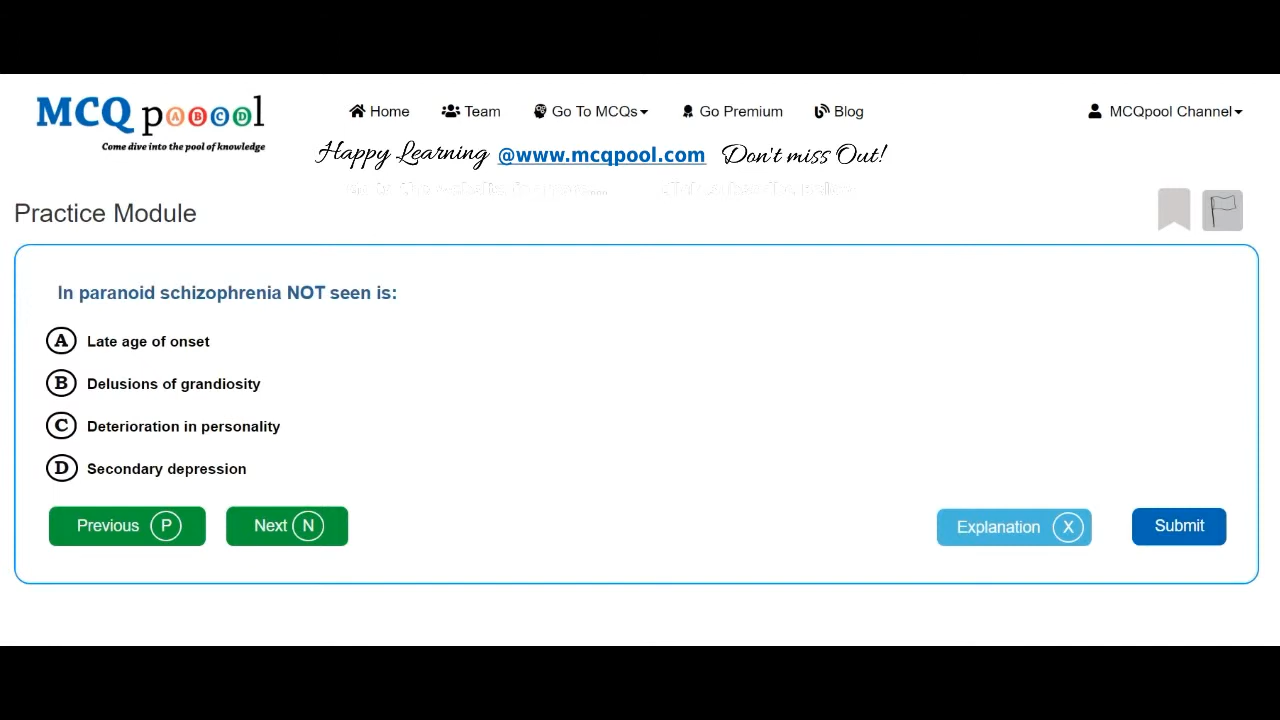 MCQ pABCDl
Come dive into the pool of knowledge
Home Team Go To MCQs Go Premium Blog MCQpool Channel
Happy Learning @www.mcqpool.com Don't miss Out!
Practice Module
In paranoid schizophrenia NOT seen is:
A Late age of onset
B Delusions of grandiosity
C Deterioration in personality
D Secondary depression
Previous P Next N Explanation X Submit